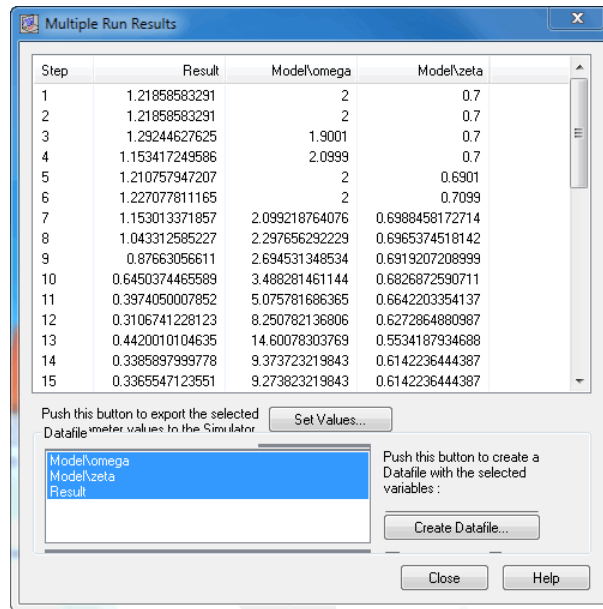 Multiple Run Results
Step Result Model\omega Model\zeta
1 1.21858583291 2 0.7
2 1.21858583291 2 0.7
3 1.29244627625 1.9001 0.7
4 1.153417249586 2.0999 0.7
5 1.210757947207 2 0.6901
6 1.227077811165 2 0.7099
7 1.153013371857 2.099218764076 0.6988458172714
8 1.043312585227 2.297656292229 0.6965374518142
9 0.87663056611 2.694531348534 0.6919207208999
10 0.6450374465589 3.488281461144 0.6826872590711
11 0.3974050007852 5.075781686365 0.6642203354137
12 0.3106741228123 8.250782136806 0.6272864880987
13 0.4420010104635 14.60078303769 0.5534187934688
14 0.3385897999778 9.373723219843 0.6142236444387
15 0.3365547123551 9.273823219843 0.6142236444387
Push this button to export the selected
meter values to the Simulator
Set Values...
Datafile
Model\omega
Model\zeta
Result
Push this button to create a
Datafile with the selected
variables :
Create Datafile...
Close Help